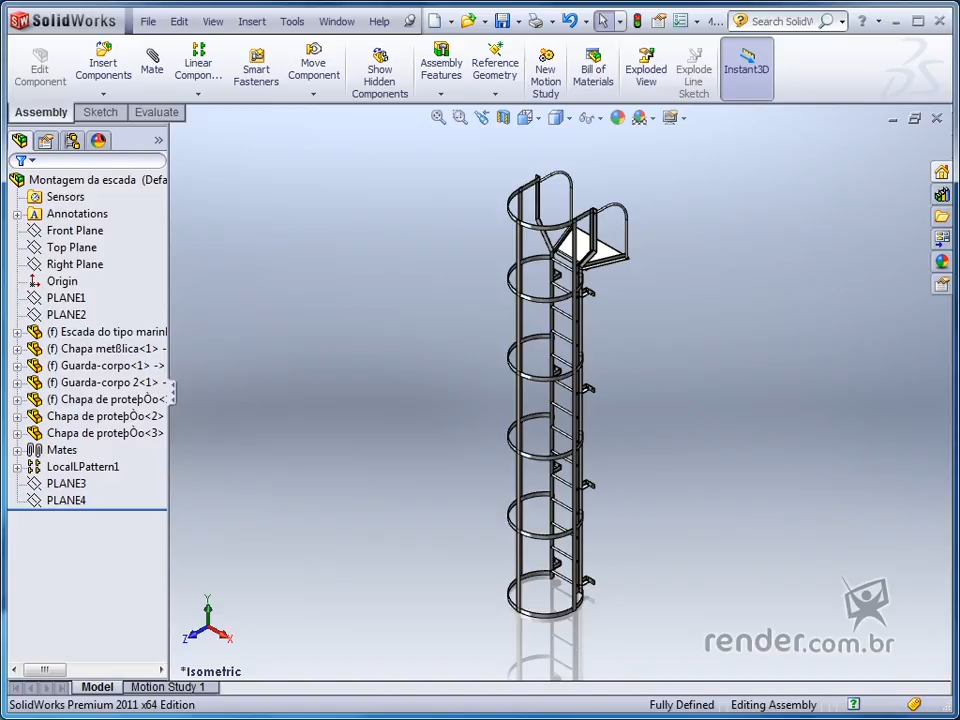 SolidWorks
File Edit View Insert Tools Window Help
4...
Search SolidW
Edit Component
Insert Components
Mate
Linear Compon...
Smart Fasteners
Move Component
Show Hidden Components
Assembly Features
Reference Geometry
New Motion Study
Bill of Materials
Exploded View
Explode Line Sketch
Instant3D
Assembly Sketch Evaluate
Montagem da escada (Defa
Sensors
Annotations
Front Plane
Top Plane
Right Plane
Origin
PLANE1
PLANE2
(f) Escada do tipo marinl
(f) Chapa metßlica<1> -
(f) Guarda-corpo<1> ->
(f) Guarda-corpo 2<1> -
(f) Chapa de proteþÒo<
Chapa de proteþÒo<2>
Chapa de proteþÒo<3>
Mates
LocalLPattern1
PLANE3
PLANE4
Y
Z
X
*Isometric
render.com.br
Model Motion Study 1
SolidWorks Premium 2011 x64 Edition
Fully Defined Editing Assembly